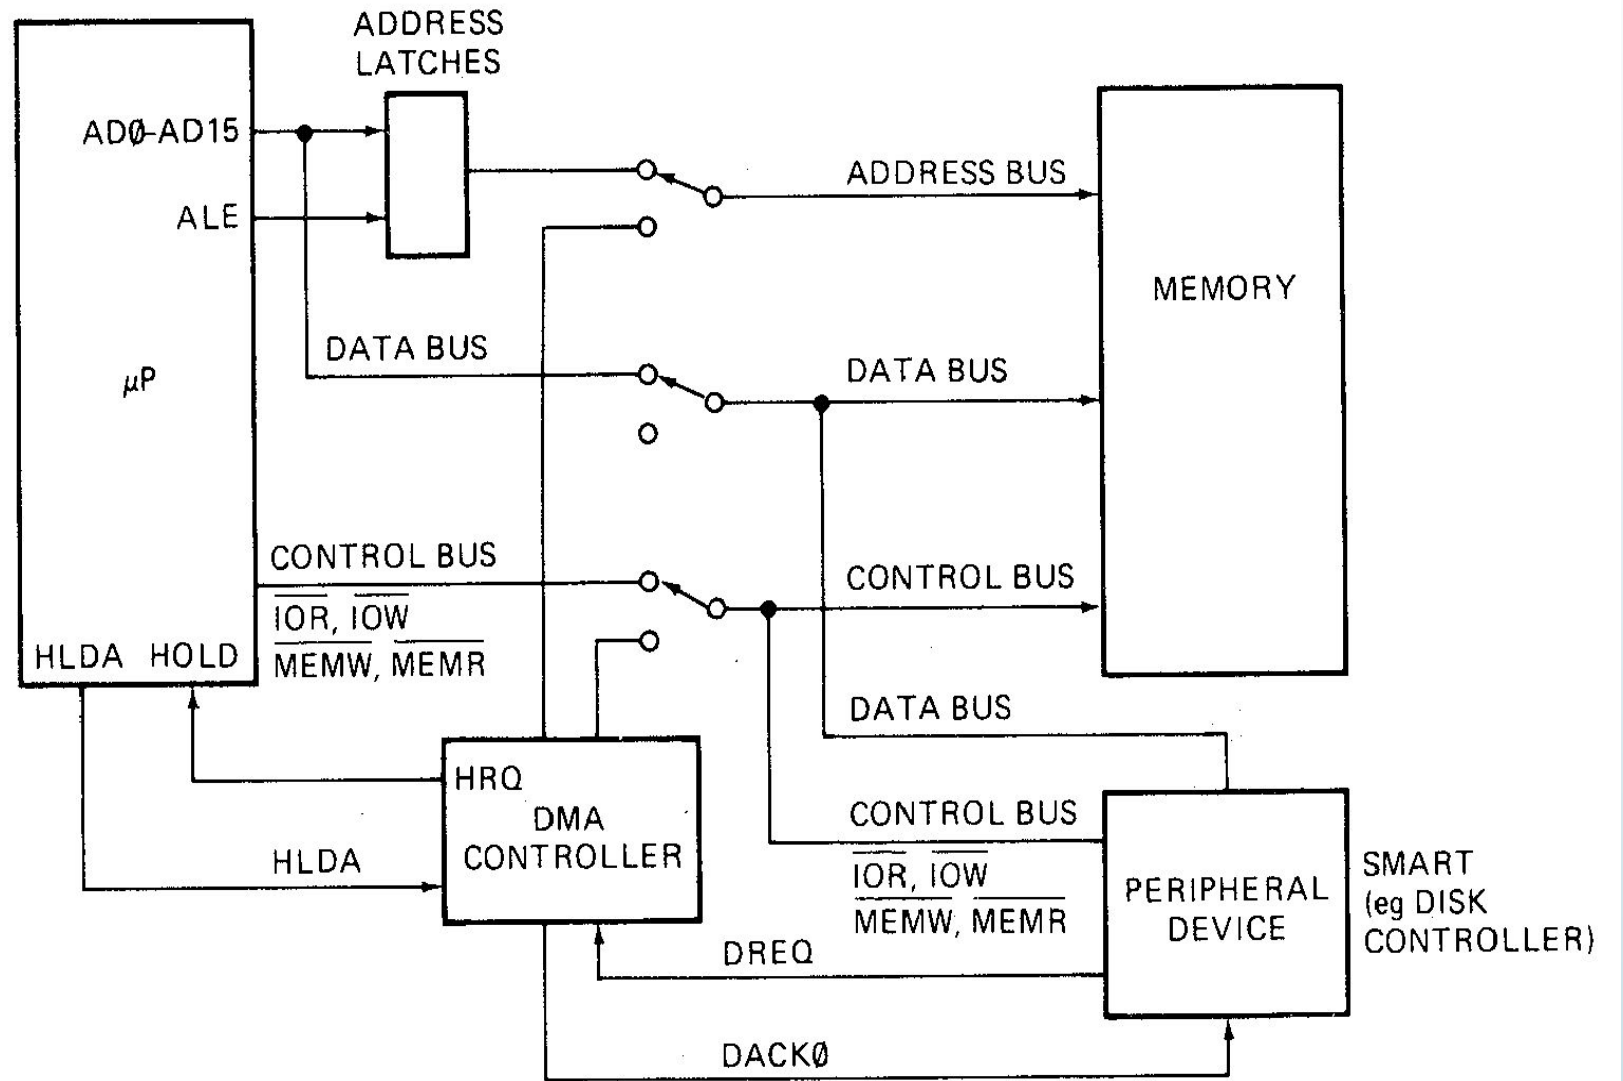 ADDRESS
LATCHES
AD0-AD15
ALE
ADDRESS BUS
MEMORY
DATA BUS
DATA BUS
µP
CONTROL BUS
IOR, IOW
MEMW, MEMR
CONTROL BUS
HLDA HOLD
DATA BUS
HRQ
DMA
CONTROLLER
HLDA
CONTROL BUS
IOR, IOW
MEMW, MEMR
PERIPHERAL
DEVICE
SMART
(eg DISK
CONTROLLER)
DREQ
DACK0